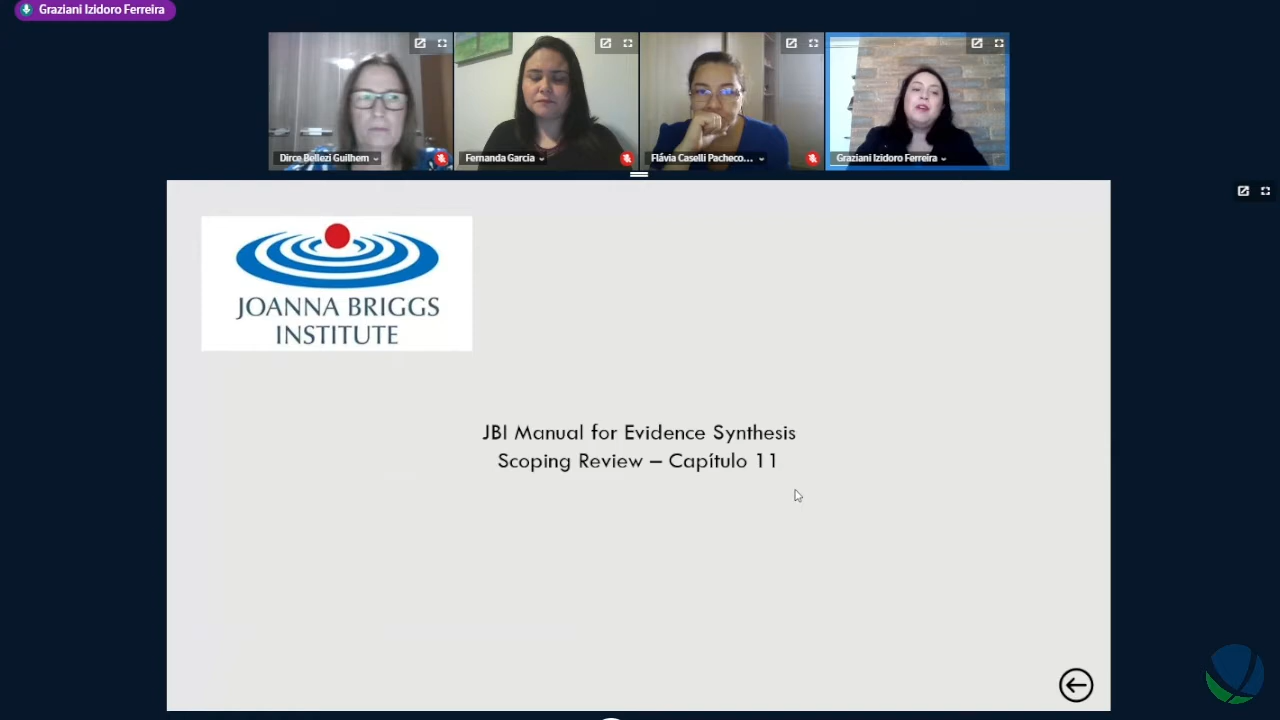 Graziani Izidoro Ferreira
Dirce Bellezi Guilhem
Fernanda Garcia
Flávia Caselli Pacheco...
Graziani Izidoro Ferreira
JOANNA BRIGGS
INSTITUTE
JBI Manual for Evidence Synthesis
Scoping Review – Capítulo 11